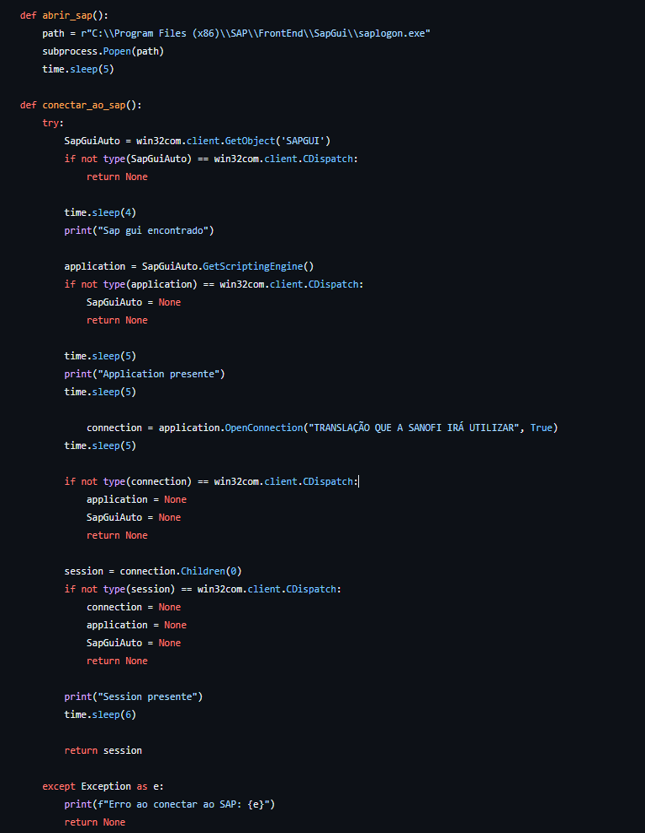 def abrir_sap():
    path = r"C:\\Program Files (x86)\\SAP\\FrontEnd\\SapGui\\saplogon.exe"
    subprocess.Popen(path)
    time.sleep(5)

def conectar_ao_sap():
    try:
        SapGuiAuto = win32com.client.GetObject('SAPGUI')
        if not type(SapGuiAuto) == win32com.client.CDispatch:
            return None

        time.sleep(4)
        print("Sap gui encontrado")

        application = SapGuiAuto.GetScriptingEngine()
        if not type(application) == win32com.client.CDispatch:
            SapGuiAuto = None
            return None

        time.sleep(5)
        print("Application presente")
        time.sleep(5)

            connection = application.OpenConnection("TRANSLAÇÃO QUE A SANOFI IRÁ UTILIZAR", True)
        time.sleep(5)

        if not type(connection) == win32com.client.CDispatch:
            application = None
            SapGuiAuto = None
            return None

        session = connection.Children(0)
        if not type(session) == win32com.client.CDispatch:
            connection = None
            application = None
            SapGuiAuto = None
            return None

        print("Session presente")
        time.sleep(6)

        return session

    except Exception as e:
        print(f"Erro ao conectar ao SAP: {e}")
        return None